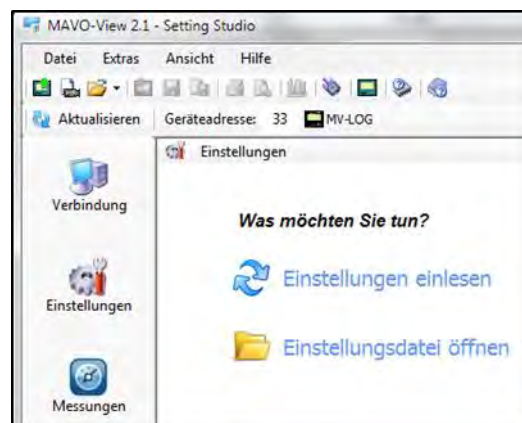 MAVO-View 2.1 - Setting Studio
Datei Extras Ansicht Hilfe
Aktualisieren Geräteadresse: 33 MV-LOG
Einstellungen
Verbindung
Was möchten Sie tun?
Einstellungen einlesen
Einstellungen
Einstellungsdatei öffnen
Messungen